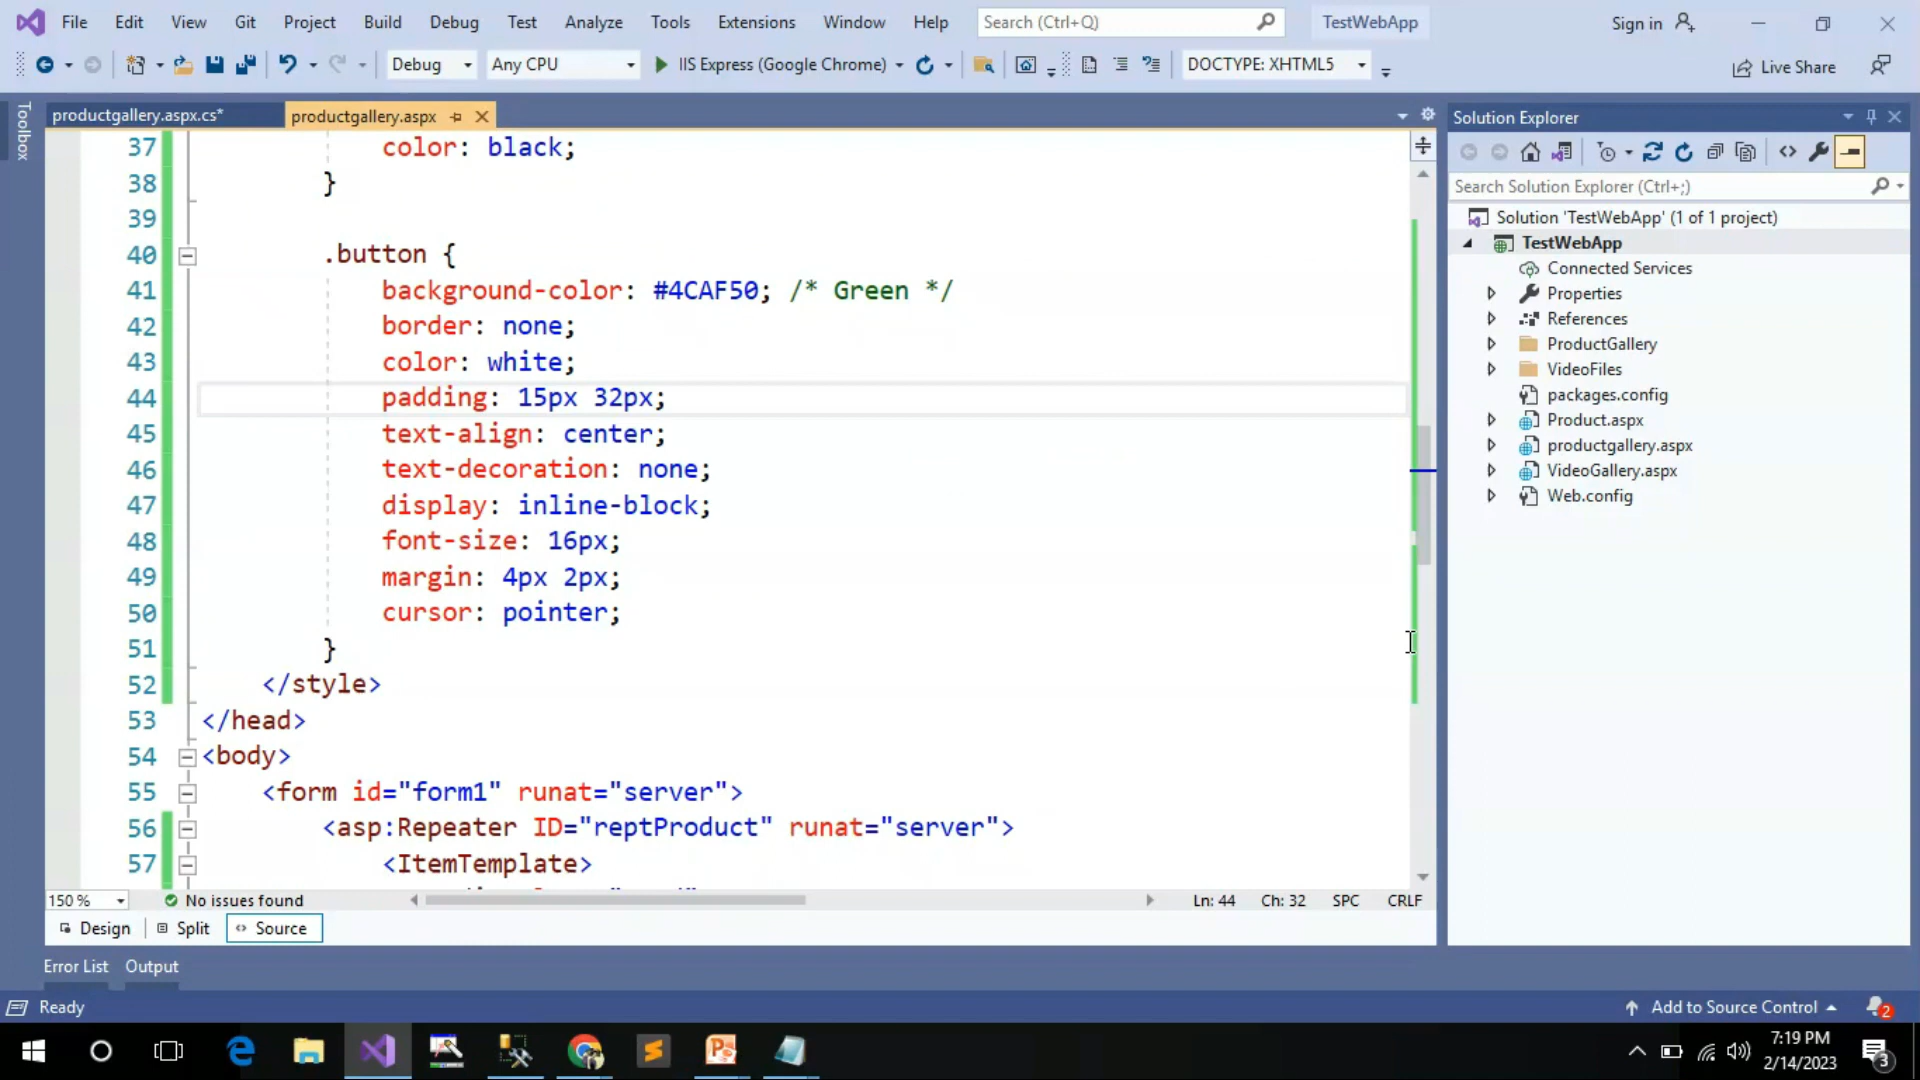 File Edit View Git Project Build Debug Test Analyze Tools Extensions Window Help Search (Ctrl+Q) TestWebApp Sign in
Debug Any CPU IIS Express (Google Chrome) DOCTYPE: XHTML5 Live Share
Toolbox
productgallery.aspx.cs* productgallery.aspx
37 color: black;
38 }
39
40 .button {
41 background-color: #4CAF50; /* Green */
42 border: none;
43 color: white;
44 padding: 15px 32px;
45 text-align: center;
46 text-decoration: none;
47 display: inline-block;
48 font-size: 16px;
49 margin: 4px 2px;
50 cursor: pointer;
51 }
52 </style>
53 </head>
54 <body>
55 <form id="form1" runat="server">
56 <asp:Repeater ID="reptProduct" runat="server">
57 <ItemTemplate>
150 % No issues found Ln: 44 Ch: 32 SPC CRLF
Design Split Source
Solution Explorer
Search Solution Explorer (Ctrl+;)
Solution 'TestWebApp' (1 of 1 project)
TestWebApp
Connected Services
Properties
References
ProductGallery
VideoFiles
packages.config
Product.aspx
productgallery.aspx
VideoGallery.aspx
Web.config
Error List Output
Ready Add to Source Control 2
7:19 PM
2/14/2023
3